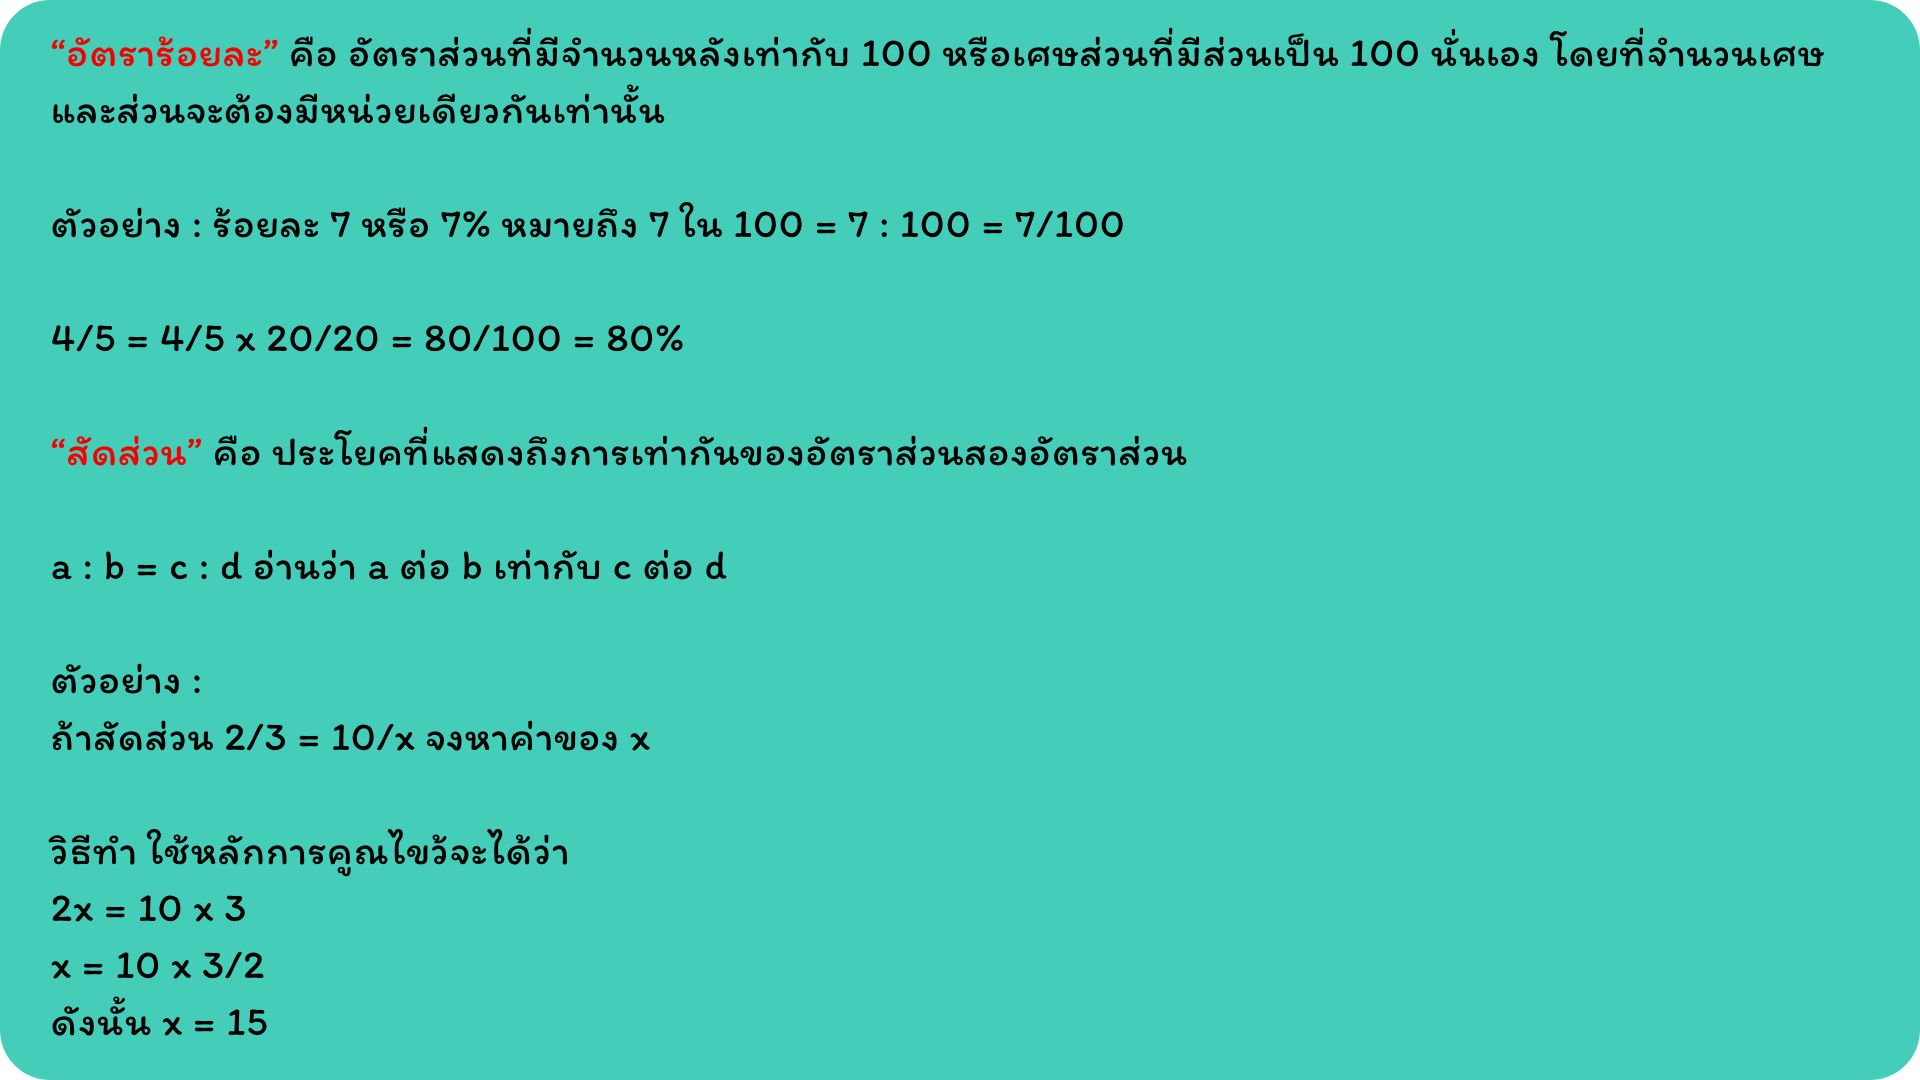 “อัตราร้อยละ” คือ อัตราส่วนที่มีจำนวนหลังเท่ากับ 100 หรือเศษส่วนที่มีส่วนเป็น 100 นั่นเอง โดยที่จำนวนเศษ
และส่วนจะต้องมีหน่วยเดียวกันเท่านั้น
ตัวอย่าง : ร้อยละ 7 หรือ 7% หมายถึง 7 ใน 100 = 7 : 100 = 7/100
4/5 = 4/5 x 20/20 = 80/100 = 80%
“สัดส่วน” คือ ประโยคที่แสดงถึงการเท่ากันของอัตราส่วนสองอัตราส่วน
a : b = c : d อ่านว่า a ต่อ b เท่ากับ c ต่อ d
ตัวอย่าง :
ถ้าสัดส่วน 2/3 = 10/x จงหาค่าของ x
วิธีทำ ใช้หลักการคูณไขว้จะได้ว่า
2x = 10 x 3
x = 10 x 3/2
ดังนั้น x = 15